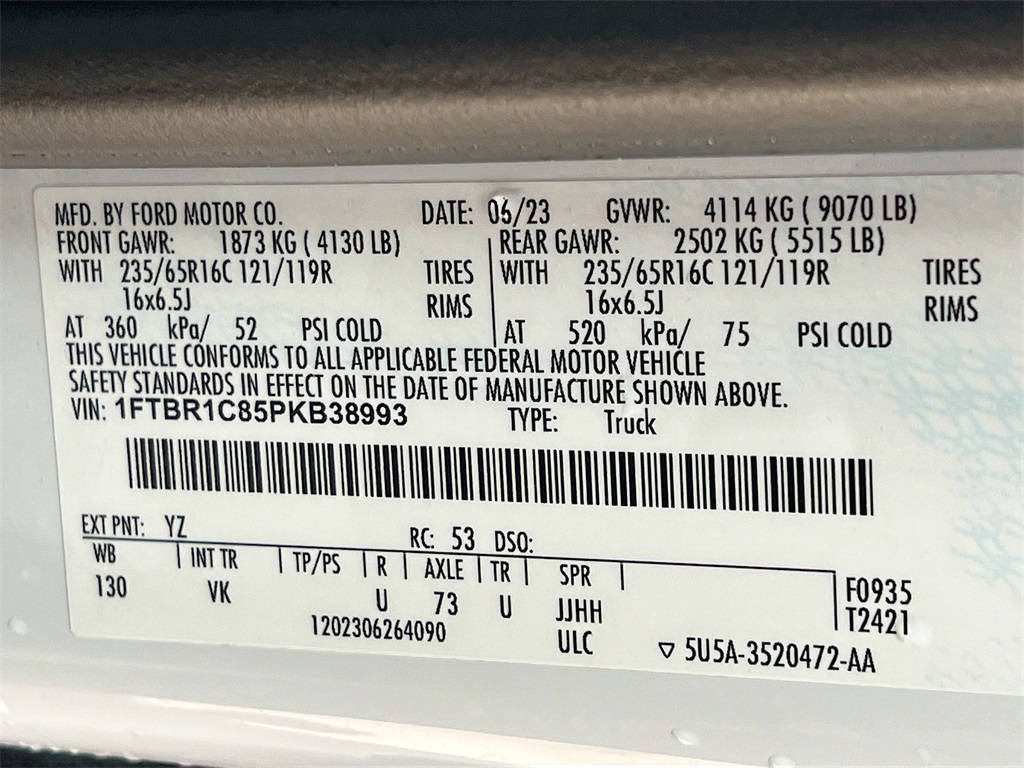 MFD. BY FORD MOTOR CO. DATE: 06/23 GVWR: 4114 KG ( 9070 LB)
FRONT GAWR: 1873 KG ( 4130 LB) REAR GAWR: 2502 KG ( 5515 LB)
WITH 235/65R16C 121/119R TIRES WITH 235/65R16C 121/119R TIRES
16x6.5J RIMS 16x6.5J RIMS
AT 360 kPa/ 52 PSI COLD AT 520 kPa/ 75 PSI COLD
THIS VEHICLE CONFORMS TO ALL APPLICABLE FEDERAL MOTOR VEHICLE
SAFETY STANDARDS IN EFFECT ON THE DATE OF MANUFACTURE SHOWN ABOVE.
VIN: 1FTBR1C85PKB38993 TYPE: Truck
EXT PNT: YZ RC: 53 DSO:
WB INT TR TP/PS R AXLE TR SPR
130 VK U 73 U JJHH F0935
1202306264090 ULC T2421
▽ 5U5A-3520472-AA